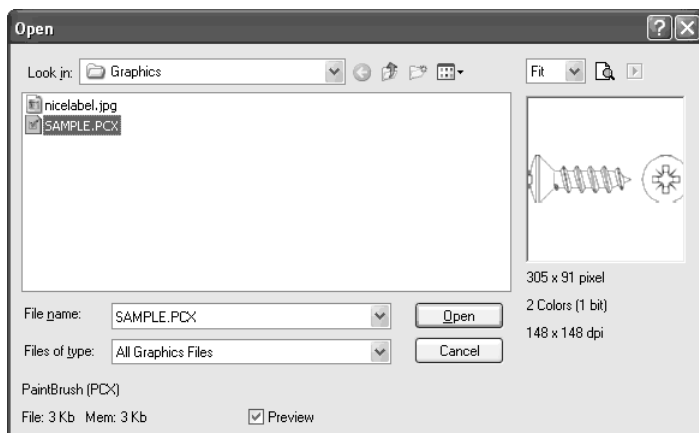 Open
Look in: Graphics
Fit
nicelabel.jpg
SAMPLE.PCX
305 x 91 pixel
2 Colors (1 bit)
148 x 148 dpi
File name: SAMPLE.PCX Open
Files of type: All Graphics Files Cancel
PaintBrush (PCX)
File: 3 Kb Mem: 3 Kb Preview